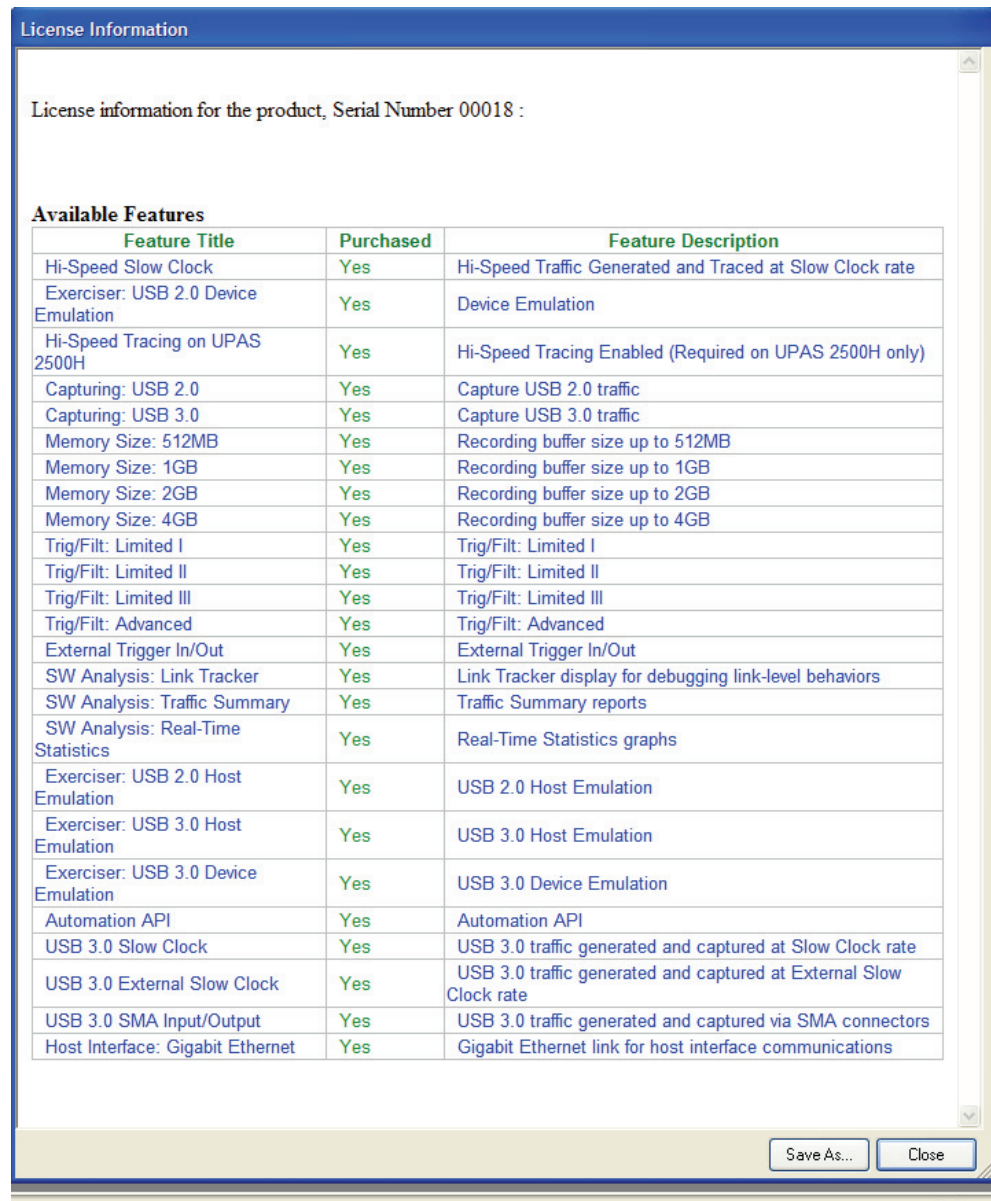 License Information
License information for the product, Serial Number 00018 :
Available Features
Feature Title Purchased Feature Description
Hi-Speed Slow Clock Yes Hi-Speed Traffic Generated and Traced at Slow Clock rate
Exerciser: USB 2.0 Device
Emulation Yes Device Emulation
Hi-Speed Tracing on UPAS
2500H Yes Hi-Speed Tracing Enabled (Required on UPAS 2500H only)
Capturing: USB 2.0 Yes Capture USB 2.0 traffic
Capturing: USB 3.0 Yes Capture USB 3.0 traffic
Memory Size: 512MB Yes Recording buffer size up to 512MB
Memory Size: 1GB Yes Recording buffer size up to 1GB
Memory Size: 2GB Yes Recording buffer size up to 2GB
Memory Size: 4GB Yes Recording buffer size up to 4GB
Trig/Filt: Limited I Yes Trig/Filt: Limited I
Trig/Filt: Limited II Yes Trig/Filt: Limited II
Trig/Filt: Limited III Yes Trig/Filt: Limited III
Trig/Filt: Advanced Yes Trig/Filt: Advanced
External Trigger In/Out Yes External Trigger In/Out
SW Analysis: Link Tracker Yes Link Tracker display for debugging link-level behaviors
SW Analysis: Traffic Summary Yes Traffic Summary reports
SW Analysis: Real-Time
Statistics Yes Real-Time Statistics graphs
Exerciser: USB 2.0 Host
Emulation Yes USB 2.0 Host Emulation
Exerciser: USB 3.0 Host
Emulation Yes USB 3.0 Host Emulation
Exerciser: USB 3.0 Device
Emulation Yes USB 3.0 Device Emulation
Automation API Yes Automation API
USB 3.0 Slow Clock Yes USB 3.0 traffic generated and captured at Slow Clock rate
USB 3.0 External Slow Clock Yes USB 3.0 traffic generated and captured at External Slow
Clock rate
USB 3.0 SMA Input/Output Yes USB 3.0 traffic generated and captured via SMA connectors
Host Interface: Gigabit Ethernet Yes Gigabit Ethernet link for host interface communications
Save As... Close